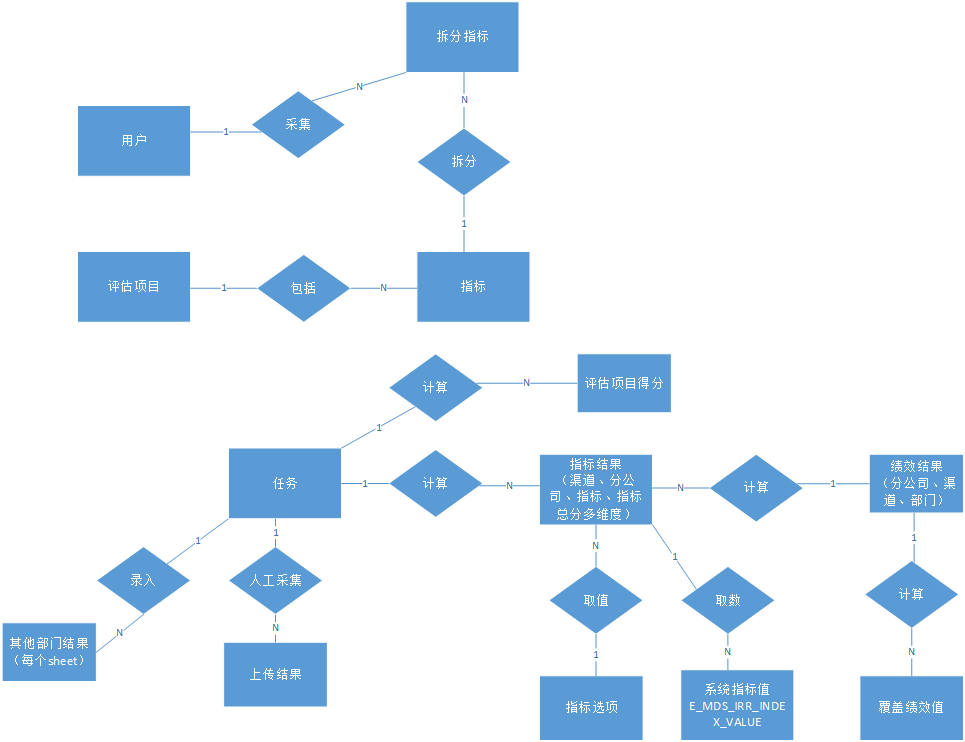 拆分指标
N
N
采集
用户
1
拆分
1
评估项目
1
包括
N
指标
计算
N
评估项目得分
1
任务
1
计算
N
指标结果
（渠道、分公
司、指标、指标
总分多维度）
N
计算
1
绩效结果
（分公司、渠
道、部门）
1
1
N
1
1
录入
人工采集
取值
取数
计算
N
N
1
N
N
其他部门结果
（每个sheet）
上传结果
指标选项
系统指标值
E_MDS_IRR_INDE
X_VALUE
覆盖绩效值